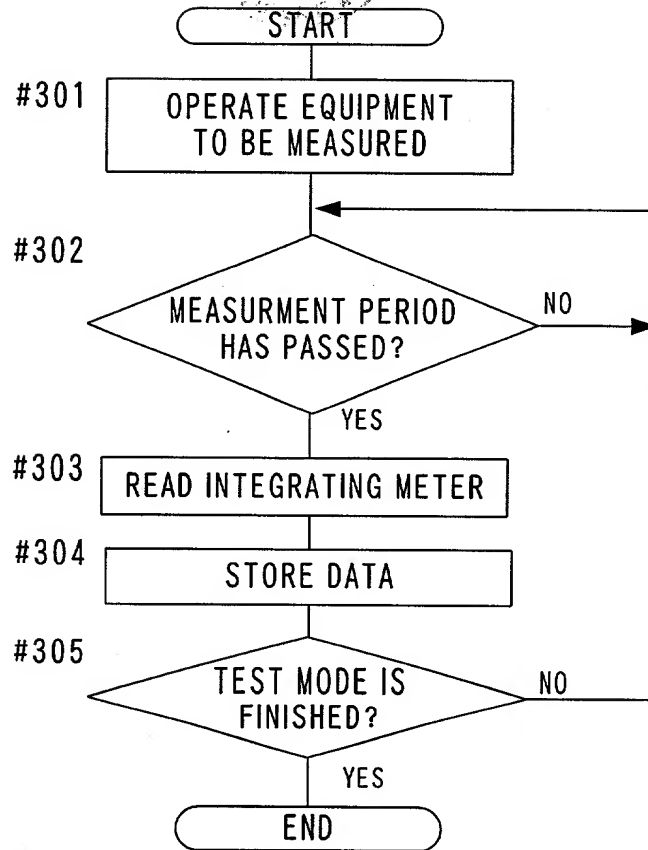 START
#301
OPERATE EQUIPMENT
TO BE MEASURED
#302
MEASURMENT PERIOD
HAS PASSED?
NO
YES
#303
READ INTEGRATING METER
#304
STORE DATA
#305
TEST MODE IS
FINISHED?
NO
YES
END